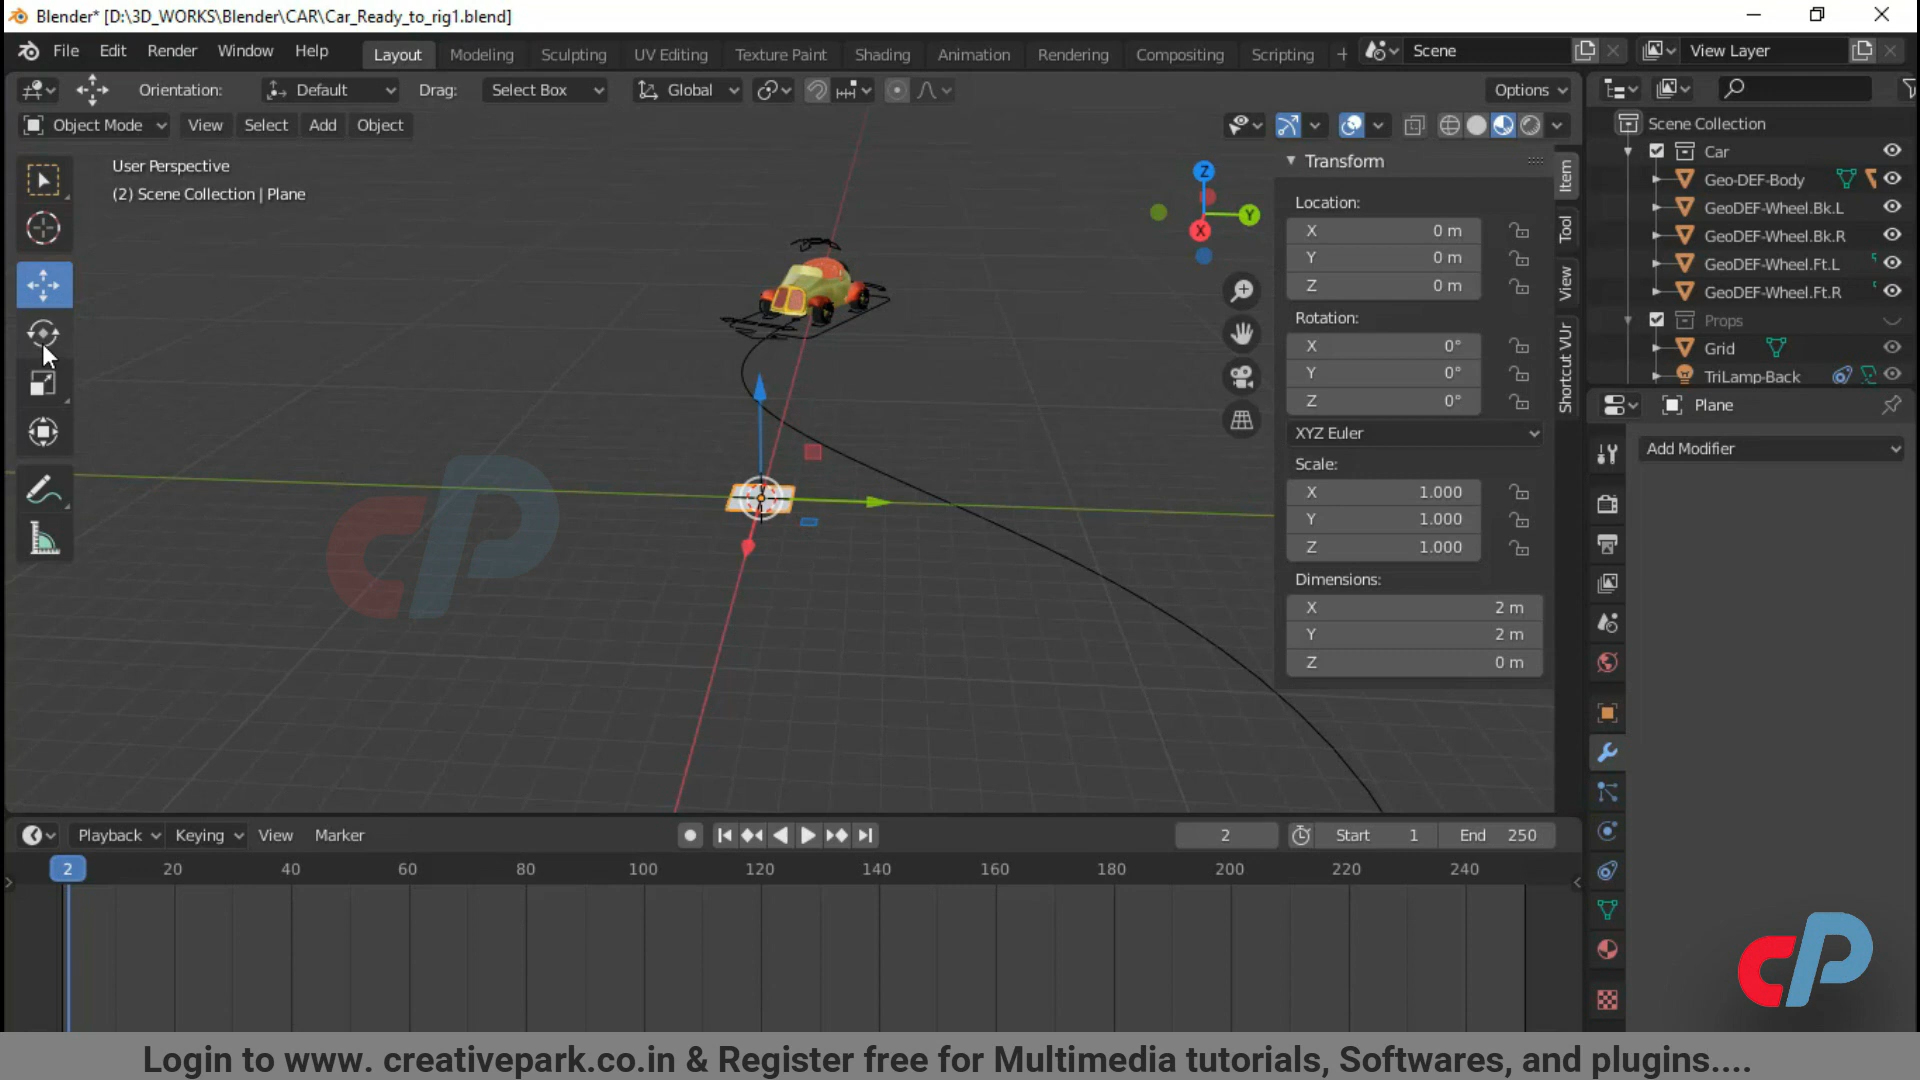 Blender* [D:\3D_WORKS\Blender\CAR\Car_Ready_to_rig1.blend]
File Edit Render Window Help Layout Modeling Sculpting UV Editing Texture Paint Shading Animation Rendering Compositing Scripting + Scene View Layer
Orientation: Default Drag: Select Box Global Options
Object Mode View Select Add Object
User Perspective
(2) Scene Collection | Plane
Z
Y
X
Transform
Location:
X 0 m
Y 0 m
Z 0 m
Rotation:
X 0°
Y 0°
Z 0°
XYZ Euler
Scale:
X 1.000
Y 1.000
Z 1.000
Dimensions:
X 2 m
Y 2 m
Z 0 m
Item
Tool
View
Shortcut VUr
Scene Collection
Car
Geo-DEF-Body
GeoDEF-Wheel.Bk.L
GeoDEF-Wheel.Bk.R
GeoDEF-Wheel.Ft.L
GeoDEF-Wheel.Ft.R
Props
Grid
TriLamp-Back
Plane
Add Modifier
CP
Playback Keying View Marker 2 Start 1 End 250
2 20 40 60 80 100 120 140 160 180 200 220 240
CP
Login to www. creativepark.co.in & Register free for Multimedia tutorials, Softwares, and plugins....